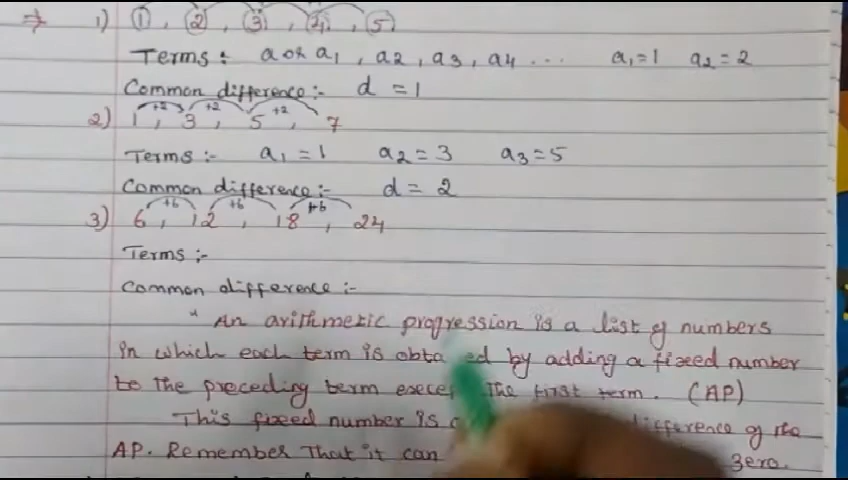 ⇒ 1) 1, 2, 3, 4, 5
Terms : a or a1, a2, a3, a4 ... a1 = 1 a2 = 2
Common difference :- d = 1
+2 +2 +2
2) 1, 3, 5, 7
Terms :- a1 = 1 a2 = 3 a3 = 5
Common difference :- d = 2
+6 +6 +6
3) 6, 12, 18, 24
Terms :-
Common difference :-
* An arithmetic progression is a list of numbers
in which each term is obta ed by adding a fixed number
to the preceding term excep the first term. (AP)
This fixed number is difference of the
AP. Remember that it can zero.